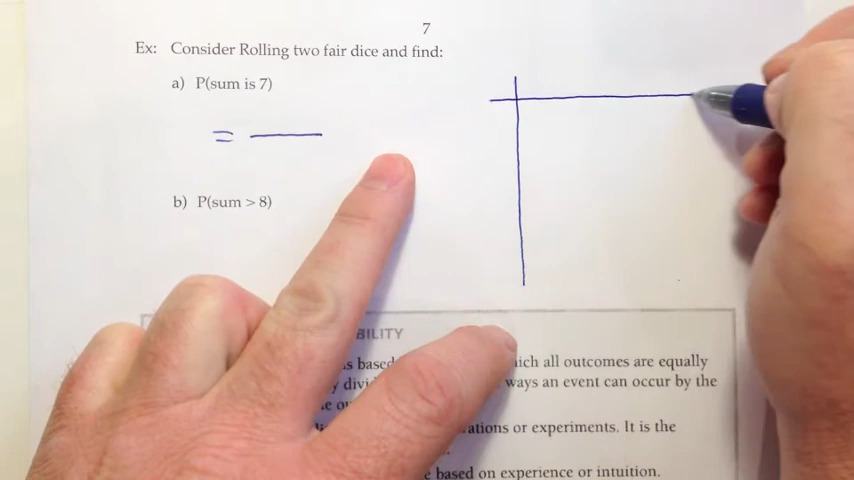 7
Ex: Consider Rolling two fair dice and find:
a) P(sum is 7)
= ―
b) P(sum > 8)
BILITY
s based ich all outcomes are equally
y divi ways an event can occur by the
e
ations or experiments. It is the
e based on experience or intuition.